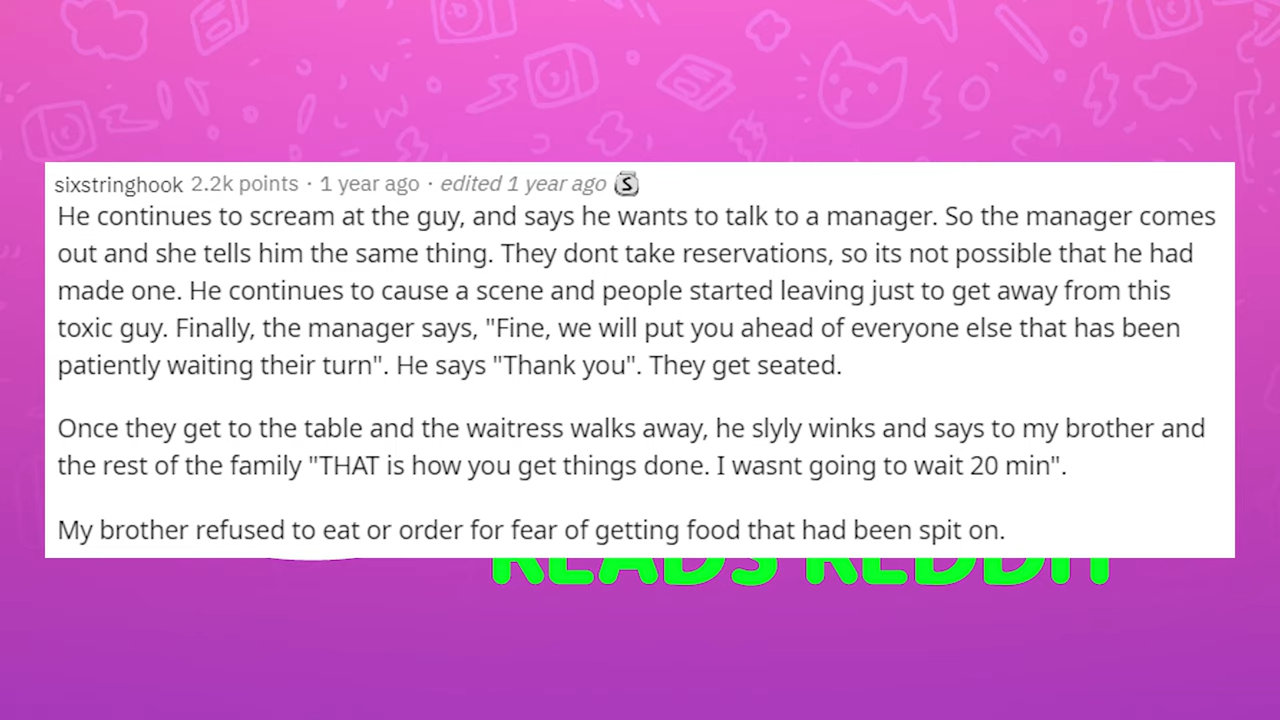 sixstringhook 2.2k points · 1 year ago · edited 1 year ago S
He continues to scream at the guy, and says he wants to talk to a manager. So the manager comes
out and she tells him the same thing. They dont take reservations, so its not possible that he had
made one. He continues to cause a scene and people started leaving just to get away from this
toxic guy. Finally, the manager says, "Fine, we will put you ahead of everyone else that has been
patiently waiting their turn". He says "Thank you". They get seated.
Once they get to the table and the waitress walks away, he slyly winks and says to my brother and
the rest of the family "THAT is how you get things done. I wasnt going to wait 20 min".
My brother refused to eat or order for fear of getting food that had been spit on.
READS REDDIT